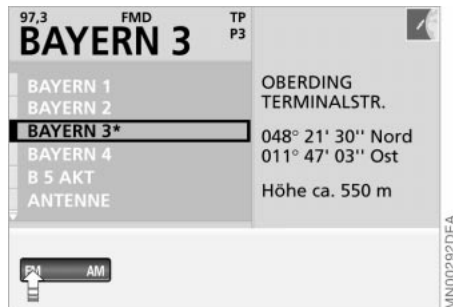 97,3 FMD TP
BAYERN 3 P3
BAYERN 1
BAYERN 2
BAYERN 3*
BAYERN 4
B 5 AKT
ANTENNE
OBERDING
TERMINALSTR.
048° 21' 30'' Nord
011° 47' 03'' Ost
Höhe ca. 550 m
FM AM
MN00292DEA